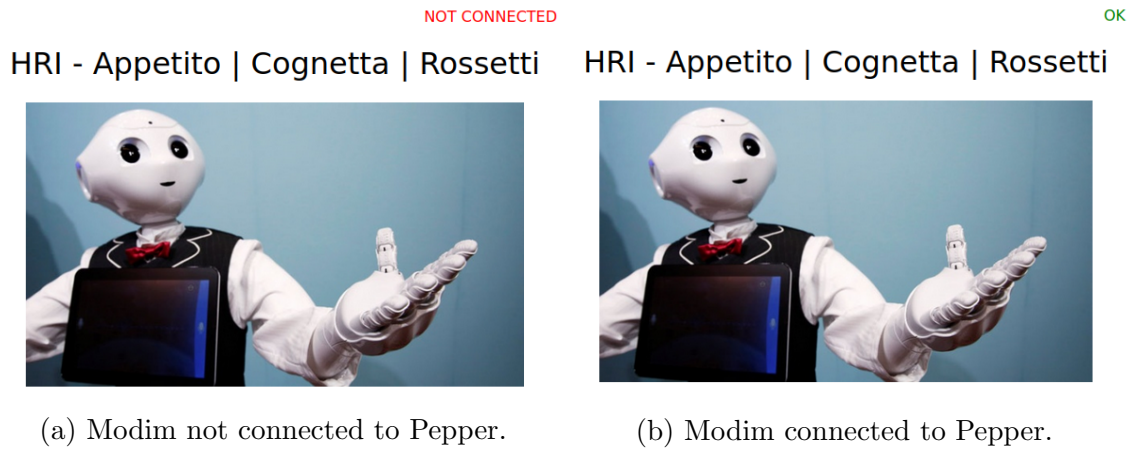 NOT CONNECTED
HRI - Appetito | Cognetta | Rossetti
(a) Modim not connected to Pepper.
OK
HRI - Appetito | Cognetta | Rossetti
(b) Modim connected to Pepper.